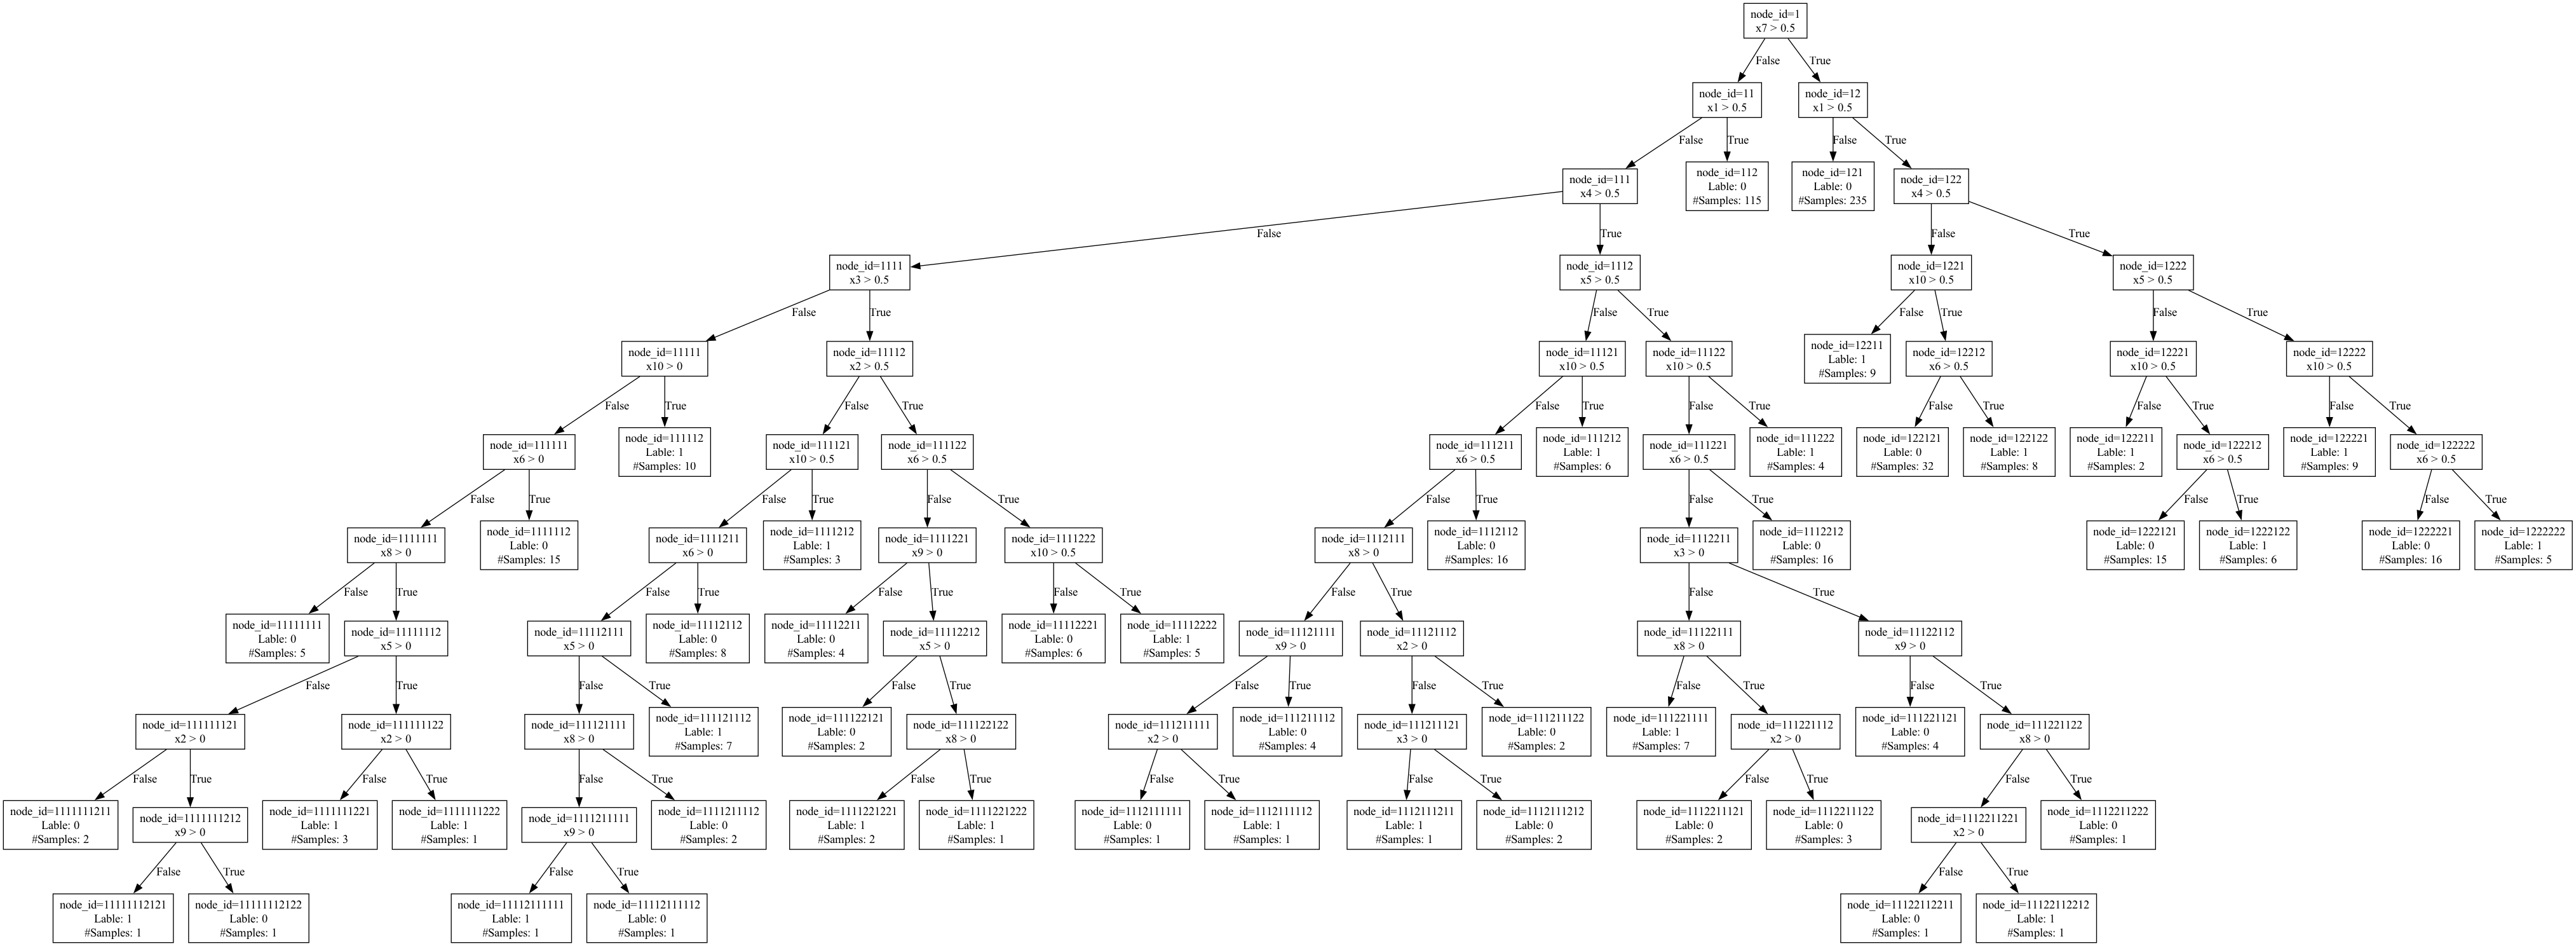 node_id=1
x7 > 0.5
False
True
node_id=11
x1 > 0.5
node_id=12
x1 > 0.5
False
True
False
True
node_id=111
x4 > 0.5
node_id=112
Lable: 0
#Samples: 115
node_id=121
Lable: 0
#Samples: 235
node_id=122
x4 > 0.5
False
True
False
True
node_id=1111
x3 > 0.5
node_id=1112
x5 > 0.5
node_id=1221
x10 > 0.5
node_id=1222
x5 > 0.5
False
True
False
True
False
True
False
True
node_id=11111
x10 > 0
node_id=11112
x2 > 0.5
node_id=11121
x10 > 0.5
node_id=11122
x10 > 0.5
node_id=12211
Lable: 1
#Samples: 9
node_id=12212
x6 > 0.5
node_id=12221
x10 > 0.5
node_id=12222
x10 > 0.5
False
True
False
True
False
True
False
True
False
True
False
True
False
True
node_id=111111
x6 > 0
node_id=111112
Lable: 1
#Samples: 10
node_id=111121
x10 > 0.5
node_id=111122
x6 > 0.5
node_id=111211
x6 > 0.5
node_id=111212
Lable: 1
#Samples: 6
node_id=111221
x6 > 0.5
node_id=111222
Lable: 1
#Samples: 4
node_id=122121
Lable: 0
#Samples: 32
node_id=122122
Lable: 1
#Samples: 8
node_id=122211
Lable: 1
#Samples: 2
node_id=122212
x6 > 0.5
node_id=122221
Lable: 1
#Samples: 9
node_id=122222
x6 > 0.5
False
True
False
True
False
True
False
True
False
True
False
True
False
True
node_id=1111111
x8 > 0
node_id=1111112
Lable: 0
#Samples: 15
node_id=1111211
x6 > 0
node_id=1111212
Lable: 1
#Samples: 3
node_id=1111221
x9 > 0
node_id=1111222
x10 > 0.5
node_id=1112111
x8 > 0
node_id=1112112
Lable: 0
#Samples: 16
node_id=1112211
x3 > 0
node_id=1112212
Lable: 0
#Samples: 16
node_id=1222121
Lable: 0
#Samples: 15
node_id=1222122
Lable: 1
#Samples: 6
node_id=1222221
Lable: 0
#Samples: 16
node_id=1222222
Lable: 1
#Samples: 5
False
True
False
True
False
True
False
True
False
True
False
True
node_id=11111111
Lable: 0
#Samples: 5
node_id=11111112
x5 > 0
node_id=11112111
x5 > 0
node_id=11112112
Lable: 0
#Samples: 8
node_id=11112211
Lable: 0
#Samples: 4
node_id=11112212
x5 > 0
node_id=11112221
Lable: 0
#Samples: 6
node_id=11112222
Lable: 1
#Samples: 5
node_id=11121111
x9 > 0
node_id=11121112
x2 > 0
node_id=11122111
x8 > 0
node_id=11122112
x9 > 0
False
True
False
True
False
True
False
True
False
True
False
True
False
True
node_id=111111121
x2 > 0
node_id=111111122
x2 > 0
node_id=111121111
x8 > 0
node_id=111121112
Lable: 1
#Samples: 7
node_id=111122121
Lable: 0
#Samples: 2
node_id=111122122
x8 > 0
node_id=111211111
x2 > 0
node_id=111211112
Lable: 0
#Samples: 4
node_id=111211121
x3 > 0
node_id=111211122
Lable: 0
#Samples: 2
node_id=111221111
Lable: 1
#Samples: 7
node_id=111221112
x2 > 0
node_id=111221121
Lable: 0
#Samples: 4
node_id=111221122
x8 > 0
False
True
False
True
False
True
False
True
False
True
False
True
False
True
False
True
node_id=1111111211
Lable: 0
#Samples: 2
node_id=1111111212
x9 > 0
node_id=1111111221
Lable: 1
#Samples: 3
node_id=1111111222
Lable: 1
#Samples: 1
node_id=1111211111
x9 > 0
node_id=1111211112
Lable: 0
#Samples: 2
node_id=1111221221
Lable: 1
#Samples: 2
node_id=1111221222
Lable: 1
#Samples: 1
node_id=1112111111
Lable: 0
#Samples: 1
node_id=1112111112
Lable: 1
#Samples: 1
node_id=1112111211
Lable: 1
#Samples: 1
node_id=1112111212
Lable: 0
#Samples: 2
node_id=1112211121
Lable: 0
#Samples: 2
node_id=1112211122
Lable: 0
#Samples: 3
node_id=1112211221
x2 > 0
node_id=1112211222
Lable: 0
#Samples: 1
False
True
False
True
False
True
node_id=11111112121
Lable: 1
#Samples: 1
node_id=11111112122
Lable: 0
#Samples: 1
node_id=11112111111
Lable: 1
#Samples: 1
node_id=11112111112
Lable: 0
#Samples: 1
node_id=11122112211
Lable: 0
#Samples: 1
node_id=11122112212
Lable: 1
#Samples: 1